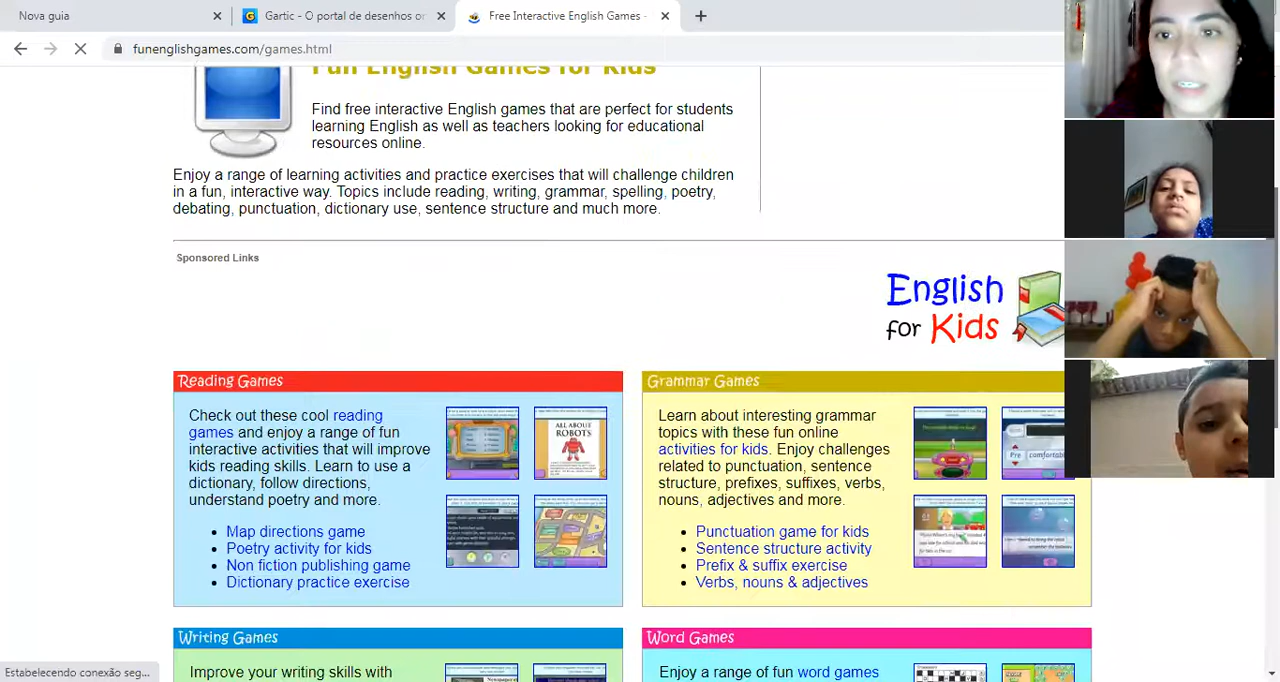 Nova guia
Gartic - O portal de desenhos or
Free Interactive English Games -
funenglishgames.com/games.html
Fun English Games for Kids
Find free interactive English games that are perfect for students
learning English as well as teachers looking for educational
resources online.
Enjoy a range of learning activities and practice exercises that will challenge children
in a fun, interactive way. Topics include reading, writing, grammar, spelling, poetry,
debating, punctuation, dictionary use, sentence structure and much more.
Sponsored Links
English
for Kids
Reading Games
Check out these cool reading
games and enjoy a range of fun
interactive activities that will improve
kids reading skills. Learn to use a
dictionary, follow directions,
understand poetry and more.
Map directions game
Poetry activity for kids
Non fiction publishing game
Dictionary practice exercise
ALL ABOUT
ROBOTS
Grammar Games
Learn about interesting grammar
topics with these fun online
activities for kids. Enjoy challenges
related to punctuation, sentence
structure, prefixes, suffixes, verbs,
nouns, adjectives and more.
Punctuation game for kids
Sentence structure activity
Prefix & suffix exercise
Verbs, nouns & adjectives
Pre
comfortable
Writing Games
Improve your writing skills with
Word Games
Enjoy a range of fun word games
Estabelecendo conexão seg...